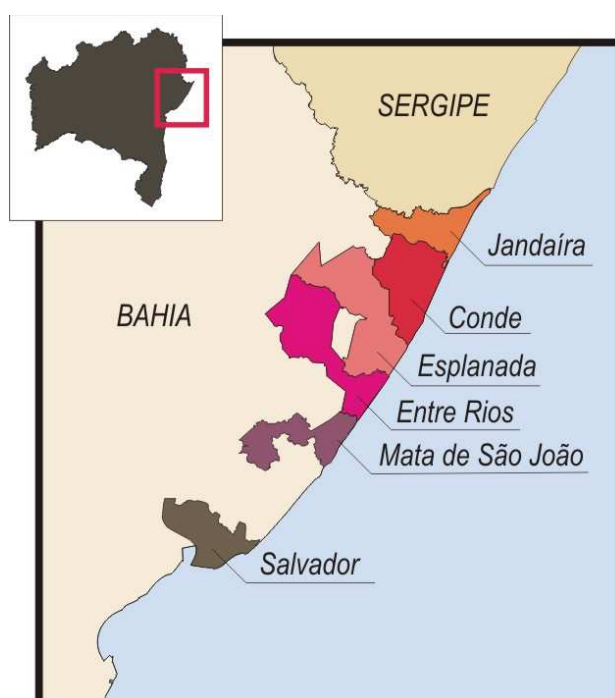 SERGIPE
Jandaíra
BAHIA
Conde
Esplanada
Entre Rios
Mata de São João
Salvador